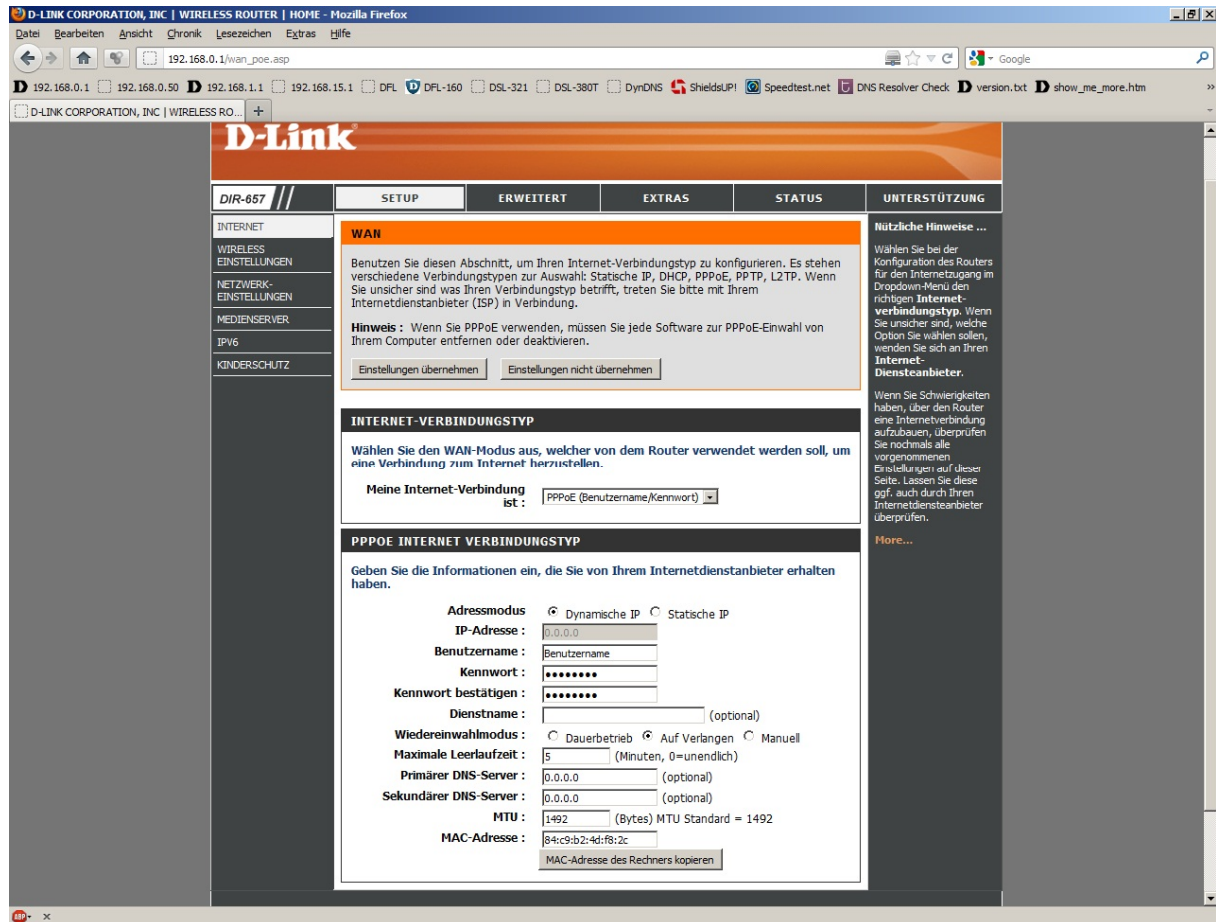 D-LINK CORPORATION, INC | WIRELESS ROUTER | HOME - Mozilla Firefox
Datei Bearbeiten Ansicht Chronik Lesezeichen Extras Hilfe
192.168.0.1/wan_poe.asp
Google
192.168.0.1 192.168.0.50 192.168.1.1 192.168.15.1 DFL DFL-160 DSL-321 DSL-380T DynDNS ShieldsUP! Speedtest.net DNS Resolver Check version.txt show_me_more.htm
D-LINK CORPORATION, INC | WIRELESS RO...
D-Link
DIR-657
SETUP ERWEITERT EXTRAS STATUS UNTERSTÜTZUNG
INTERNET
WIRELESS
EINSTELLUNGEN
NETZWERK-
EINSTELLUNGEN
MEDIENSERVER
IPV6
KINDERSCHUTZ
WAN
Benutzen Sie diesen Abschnitt, um Ihren Internet-Verbindungstyp zu konfigurieren. Es stehen
verschiedene Verbindungstypen zur Auswahl: Statische IP, DHCP, PPPoE, PPTP, L2TP. Wenn
Sie unsicher sind was Ihren Verbindungstyp betrifft, treten Sie bitte mit Ihrem
Internetdienstanbieter (ISP) in Verbindung.
Hinweis : Wenn Sie PPPoE verwenden, müssen Sie jede Software zur PPPoE-Einwahl von
Ihrem Computer entfernen oder deaktivieren.
Einstellungen übernehmen Einstellungen nicht übernehmen
INTERNET-VERBINDUNGSTYP
Wählen Sie den WAN-Modus aus, welcher von dem Router verwendet werden soll, um
eine Verbindung zum Internet herzustellen.
Meine Internet-Verbindung
ist : PPPoE (Benutzername/Kennwort)
PPPOE INTERNET VERBINDUNGSTYP
Geben Sie die Informationen ein, die Sie von Ihrem Internetdienstanbieter erhalten
haben.
Adressmodus Dynamische IP Statische IP
IP-Adresse : 0.0.0.0
Benutzername : Benutzername
Kennwort : ••••••••
Kennwort bestätigen : ••••••••
Dienstname : (optional)
Wiedereinwahlmodus : Dauerbetrieb Auf Verlangen Manuell
Maximale Leerlaufzeit : 5 (Minuten, 0=unendlich)
Primärer DNS-Server : 0.0.0.0 (optional)
Sekundärer DNS-Server : 0.0.0.0 (optional)
MTU : 1492 (Bytes) MTU Standard = 1492
MAC-Adresse : 84:c9:b2:4d:f8:2c
MAC-Adresse des Rechners kopieren
Nützliche Hinweise ...
Wählen Sie bei der
Konfiguration des Routers
für den Internetzugang im
Dropdown-Menü den
richtigen Internet-
verbindungstyp. Wenn
Sie unsicher sind, welche
Option Sie wählen sollen,
wenden Sie sich an Ihren
Internet-
Diensteanbieter.
Wenn Sie Schwierigkeiten
haben, über den Router
eine Internetverbindung
aufzubauen, überprüfen
Sie nochmals alle
vorgenommenen
Einstellungen auf dieser
Seite. Lassen Sie diese
ggf. auch durch Ihren
Internetdiensteanbieter
überprüfen.
More...
ABP